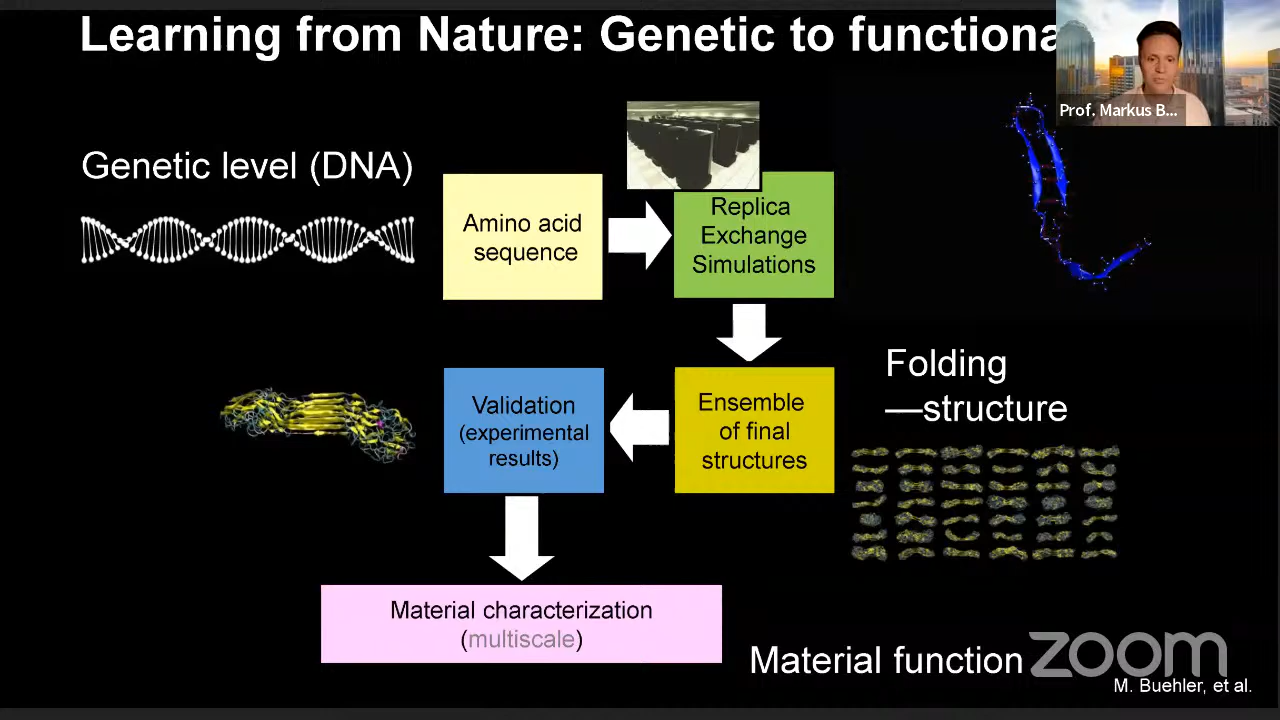 Learning from Nature: Genetic to functiona
Prof. Markus B...
Genetic level (DNA)
Amino acid
sequence
Replica
Exchange
Simulations
Folding
—structure
Validation
(experimental
results)
Ensemble
of final
structures
Material characterization
(multiscale)
Material function
zoom
M. Buehler, et al.